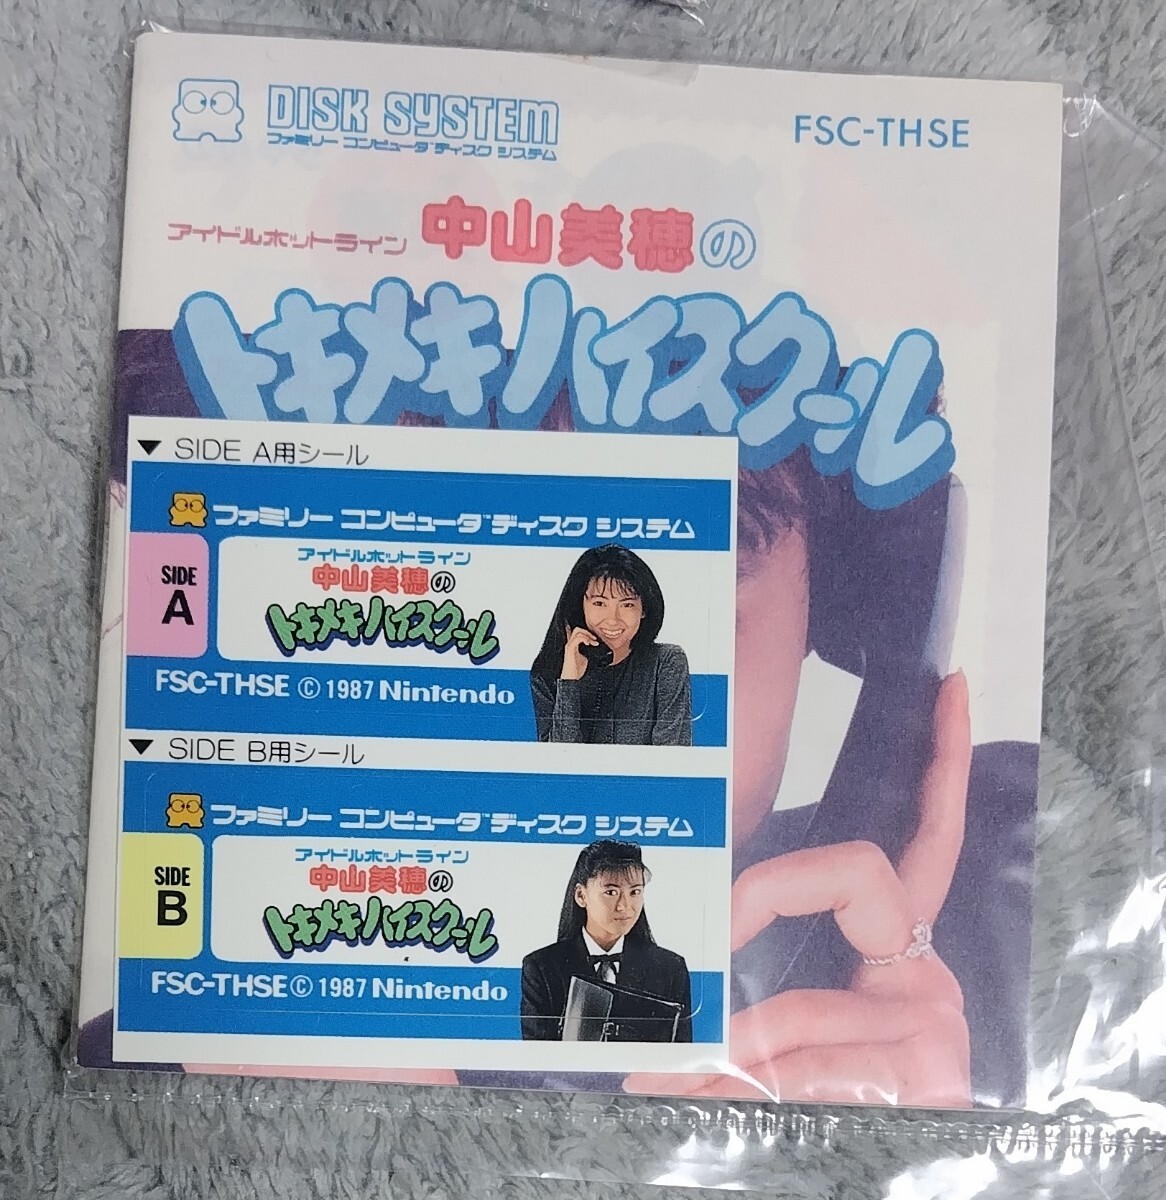 DISK SYSTEM
ファミリー コンピュータ ディスク システム
FSC-THSE
アイドルホットライン 中山美穂の
トキメキハイスクール
▼ SIDE A用シール
ファミリー コンピュータ™ ディスク システム
SIDE A
アイドルホットライン
中山美穂の
トキメキハイスクール
FSC-THSE © 1987 Nintendo
▼ SIDE B用シール
ファミリー コンピュータ™ ディスク システム
SIDE B
アイドルホットライン
中山美穂の
トキメキハイスクール
FSC-THSE © 1987 Nintendo